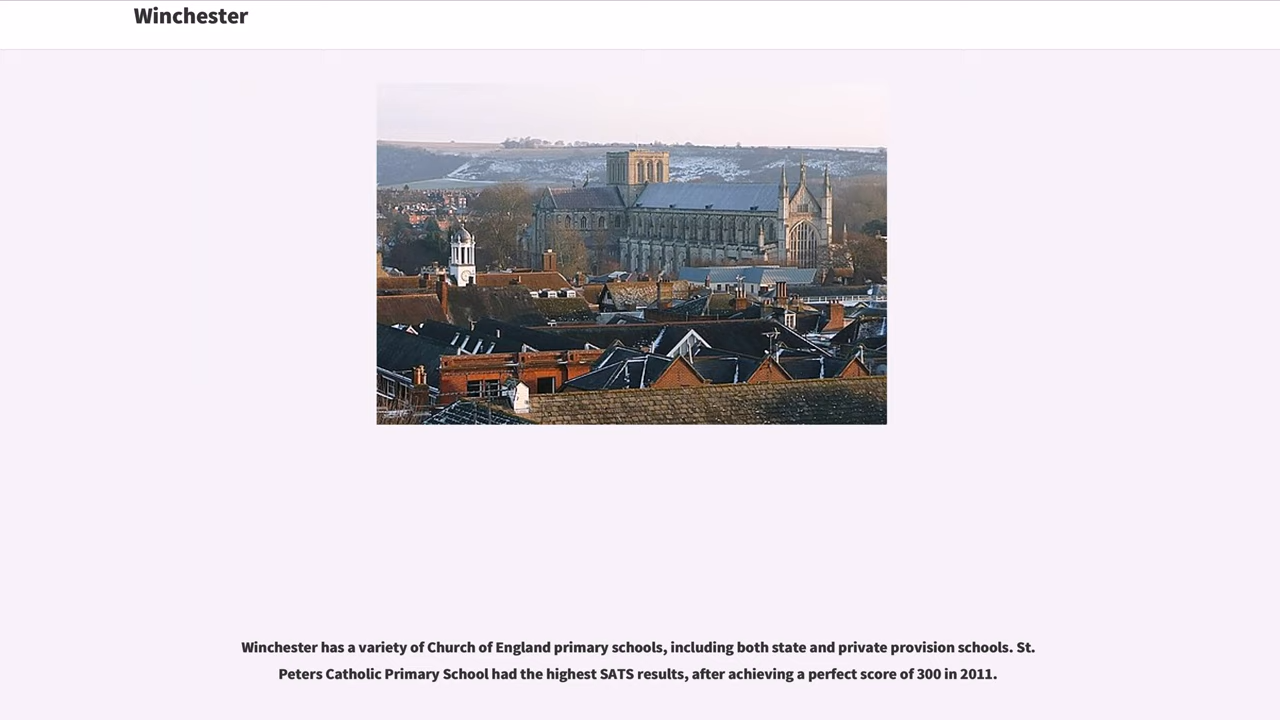 Winchester
Winchester has a variety of Church of England primary schools, including both state and private provision schools. St.
Peters Catholic Primary School had the highest SATS results, after achieving a perfect score of 300 in 2011.